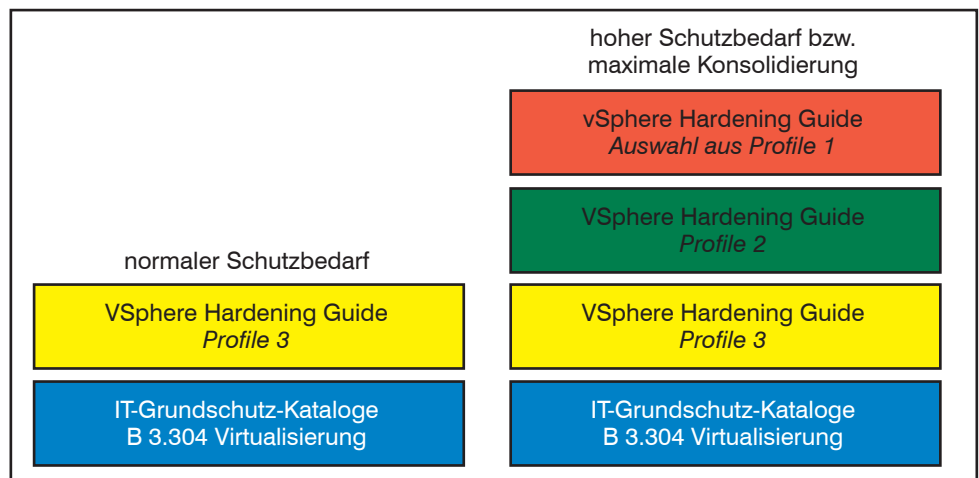 normaler Schutzbedarf
VSphere Hardening Guide
Profile 3
IT-Grundschutz-Kataloge
B 3.304 Virtualisierung
hoher Schutzbedarf bzw.
maximale Konsolidierung
vSphere Hardening Guide
Auswahl aus Profile 1
VSphere Hardening Guide
Profile 2
VSphere Hardening Guide
Profile 3
IT-Grundschutz-Kataloge
B 3.304 Virtualisierung